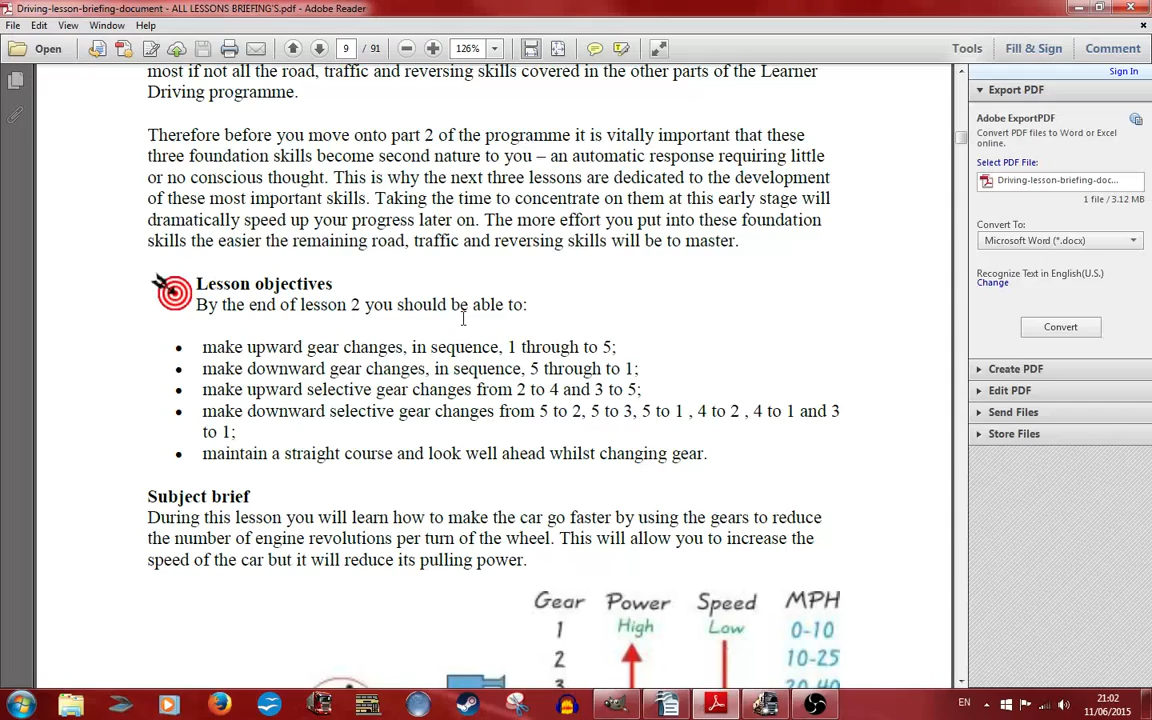 Driving-lesson-briefing-document - ALL LESSONS BRIEFING'S.pdf - Adobe Reader
File Edit View Window Help
Open 9 / 91 126% Tools Fill & Sign Comment
Sign In
most if not all the road, traffic and reversing skills covered in the other parts of the Learner
Driving programme.
Therefore before you move onto part 2 of the programme it is vitally important that these
three foundation skills become second nature to you – an automatic response requiring little
or no conscious thought. This is why the next three lessons are dedicated to the development
of these most important skills. Taking the time to concentrate on them at this early stage will
dramatically speed up your progress later on. The more effort you put into these foundation
skills the easier the remaining road, traffic and reversing skills will be to master.
Lesson objectives
By the end of lesson 2 you should be able to:
• make upward gear changes, in sequence, 1 through to 5;
• make downward gear changes, in sequence, 5 through to 1;
• make upward selective gear changes from 2 to 4 and 3 to 5;
• make downward selective gear changes from 5 to 2, 5 to 3, 5 to 1 , 4 to 2 , 4 to 1 and 3
to 1;
• maintain a straight course and look well ahead whilst changing gear.
Subject brief
During this lesson you will learn how to make the car go faster by using the gears to reduce
the number of engine revolutions per turn of the wheel. This will allow you to increase the
speed of the car but it will reduce its pulling power.
Gear Power Speed MPH
1 High Low 0-10
2 10-25
3 20-40
Export PDF
Adobe ExportPDF
Convert PDF files to Word or Excel
online.
Select PDF File:
Driving-lesson-briefing-doc...
1 file / 3.12 MB
Convert To:
Microsoft Word (*.docx)
Recognize Text in English(U.S.)
Change
Convert
Create PDF
Edit PDF
Send Files
Store Files
EN 21:02
11/06/2015